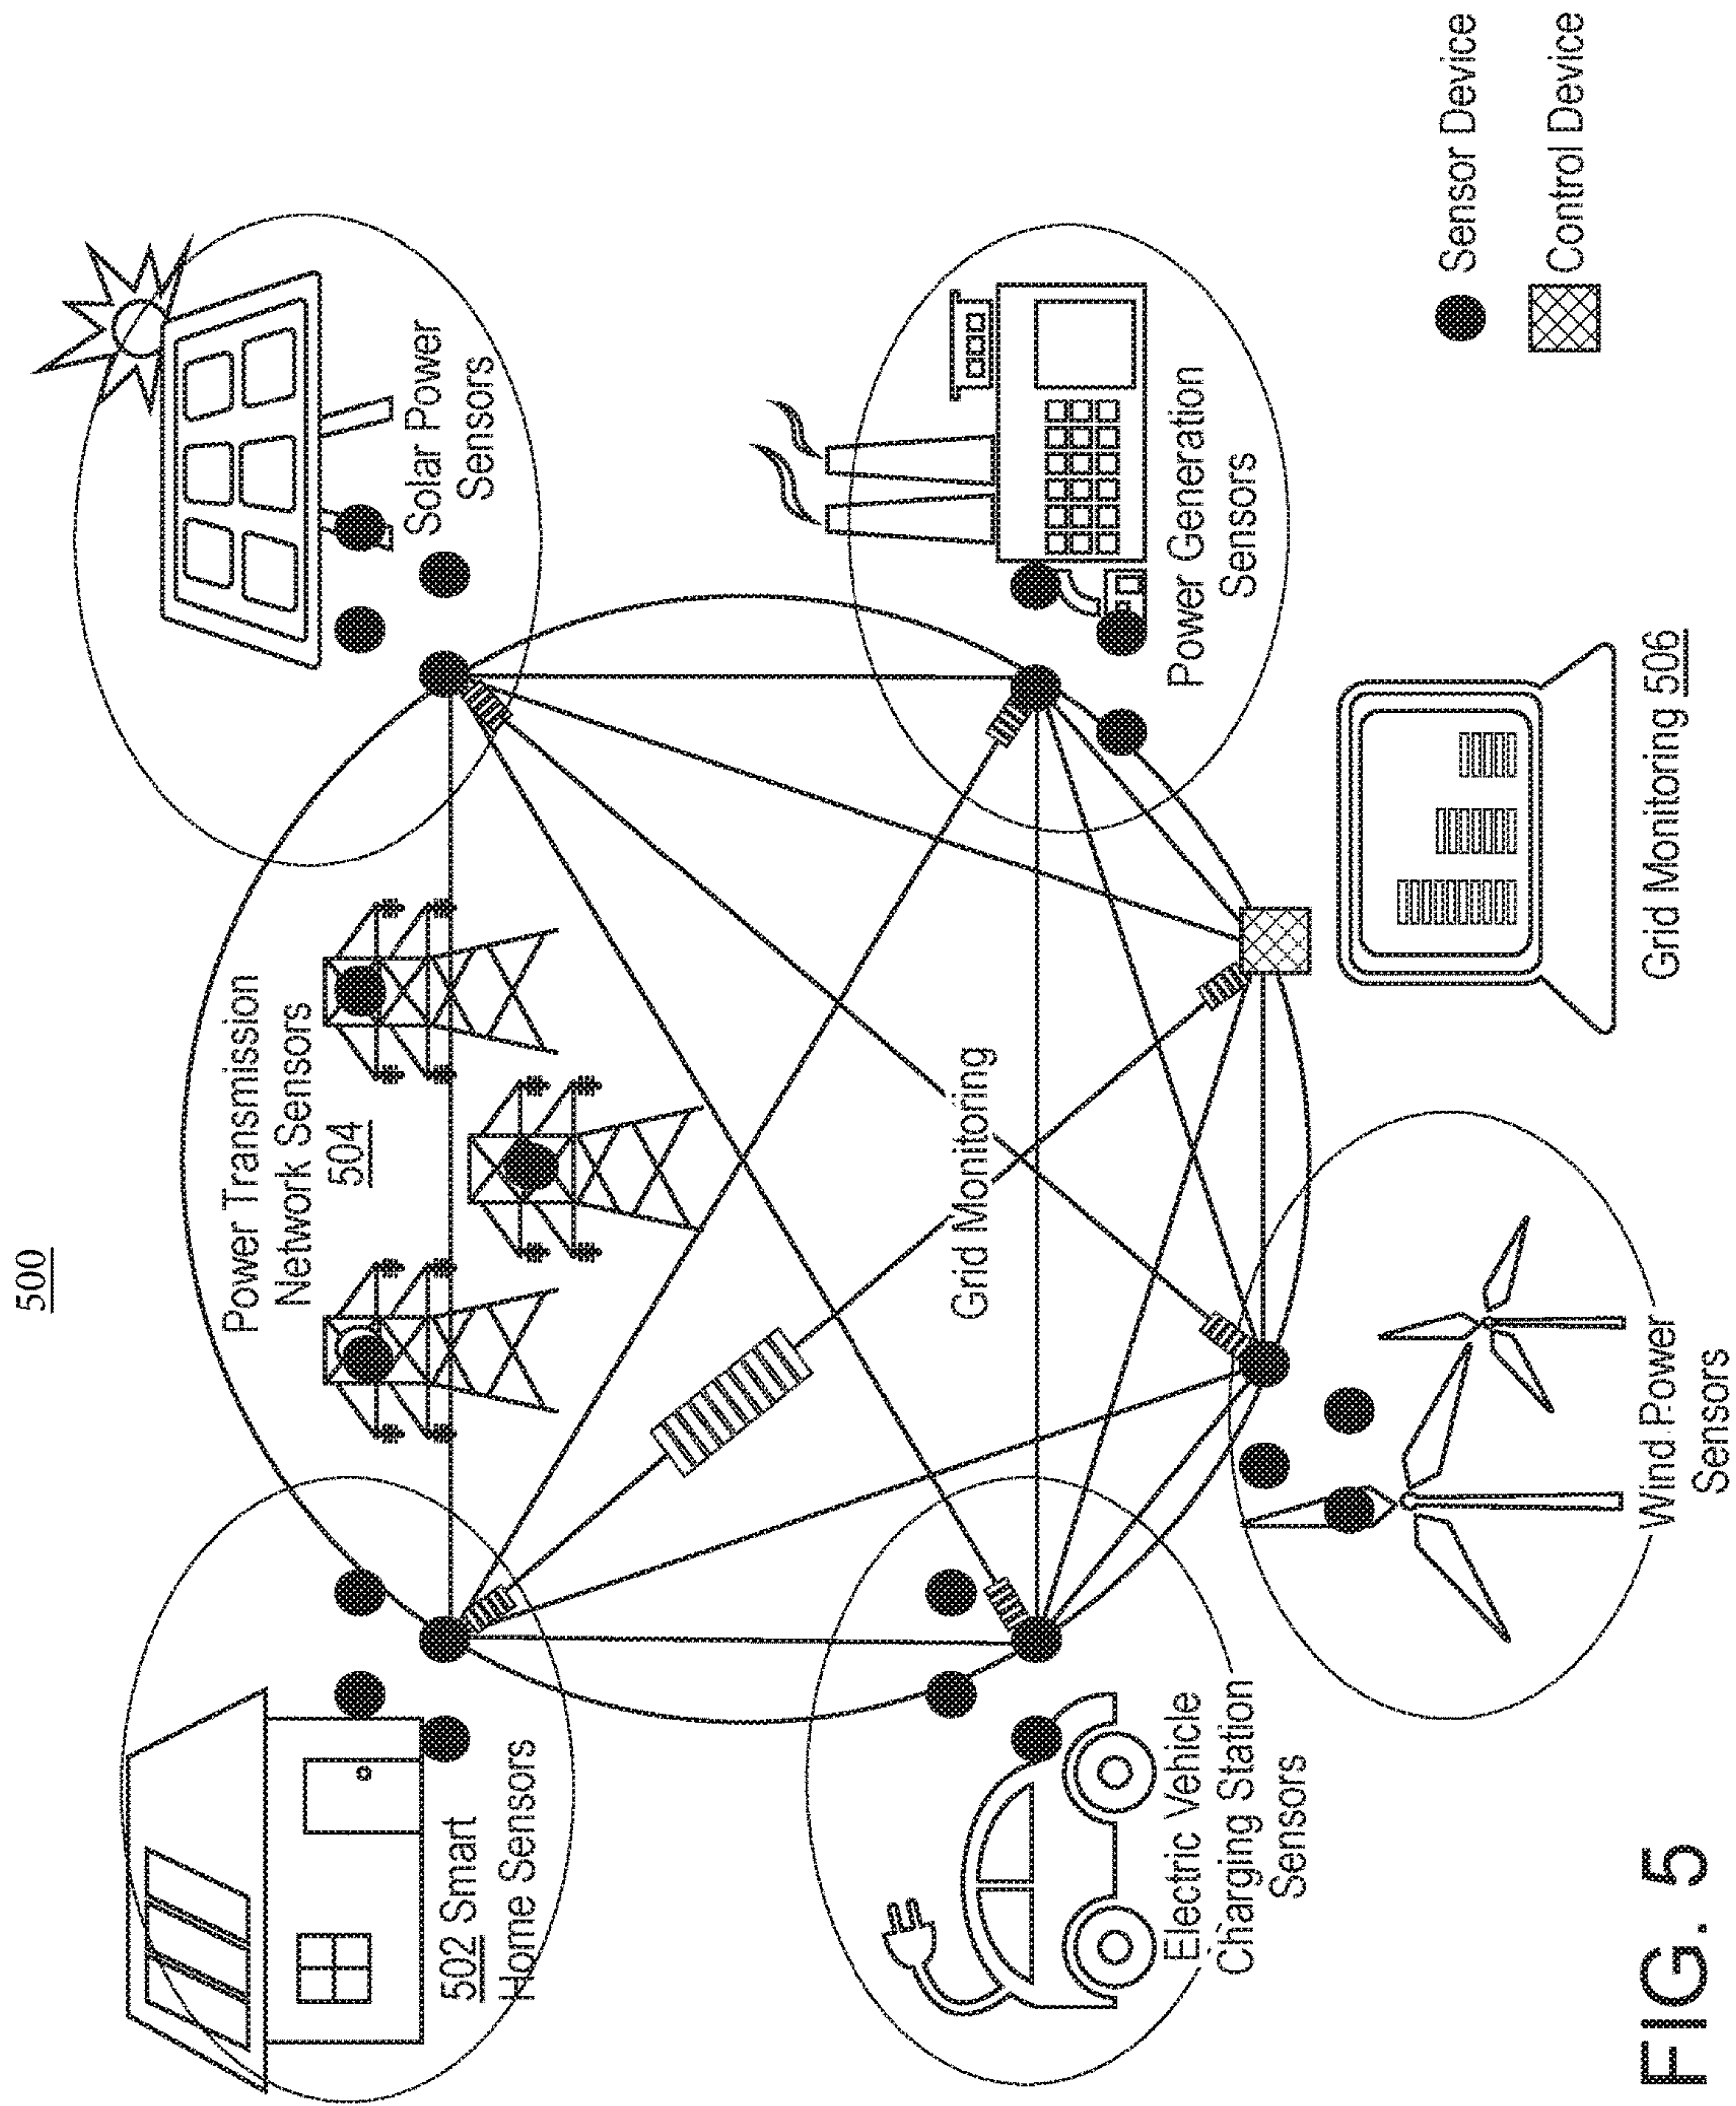 500
Power Transmission
Network Sensors
504
Solar Power
Sensors
502 Smart
Home Sensors
Grid Monitoring
Power Generation
Sensors
Electric Vehicle
Charging Station
Sensors
Wind Power
Sensors
Grid Monitoring 506
Sensor Device
Control Device
FIG. 5